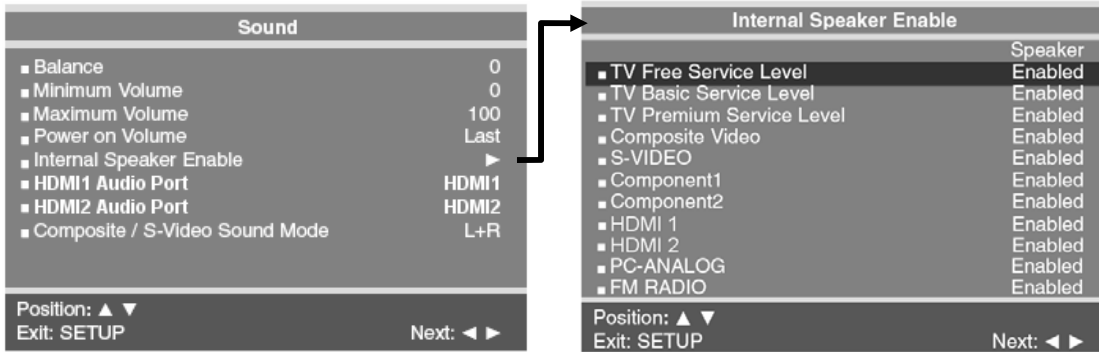 Sound
■ Balance 0
■ Minimum Volume 0
■ Maximum Volume 100
■ Power on Volume Last
■ Internal Speaker Enable ►
■ HDMI1 Audio Port HDMI1
■ HDMI2 Audio Port HDMI2
■ Composite / S-Video Sound Mode L+R
Position: ▲ ▼
Exit: SETUP Next: ◄ ►
Internal Speaker Enable
Speaker
■ TV Free Service Level Enabled
■ TV Basic Service Level Enabled
■ TV Premium Service Level Enabled
■ Composite Video Enabled
■ S-VIDEO Enabled
■ Component1 Enabled
■ Component2 Enabled
■ HDMI 1 Enabled
■ HDMI 2 Enabled
■ PC-ANALOG Enabled
■ FM RADIO Enabled
Position: ▲ ▼
Exit: SETUP Next: ◄ ►